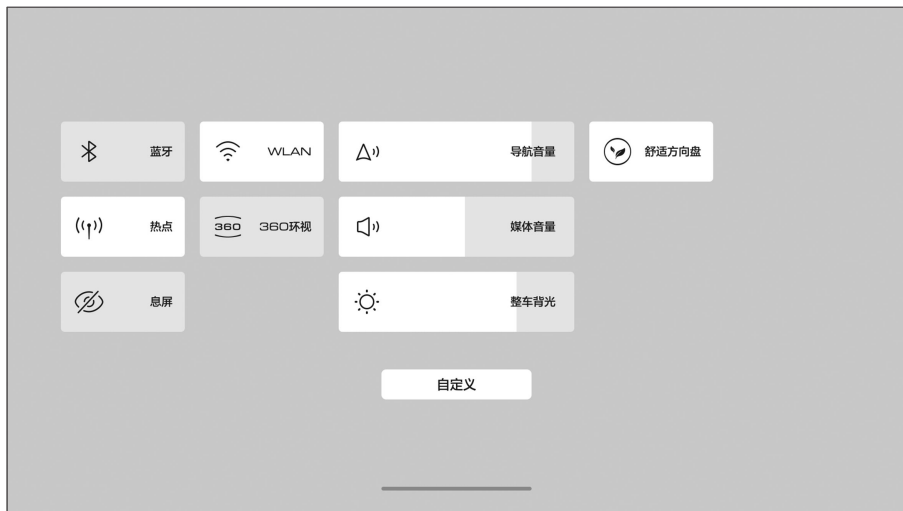 蓝牙
WLAN
导航音量
舒适方向盘
热点
360
360环视
媒体音量
息屏
整车背光
自定义